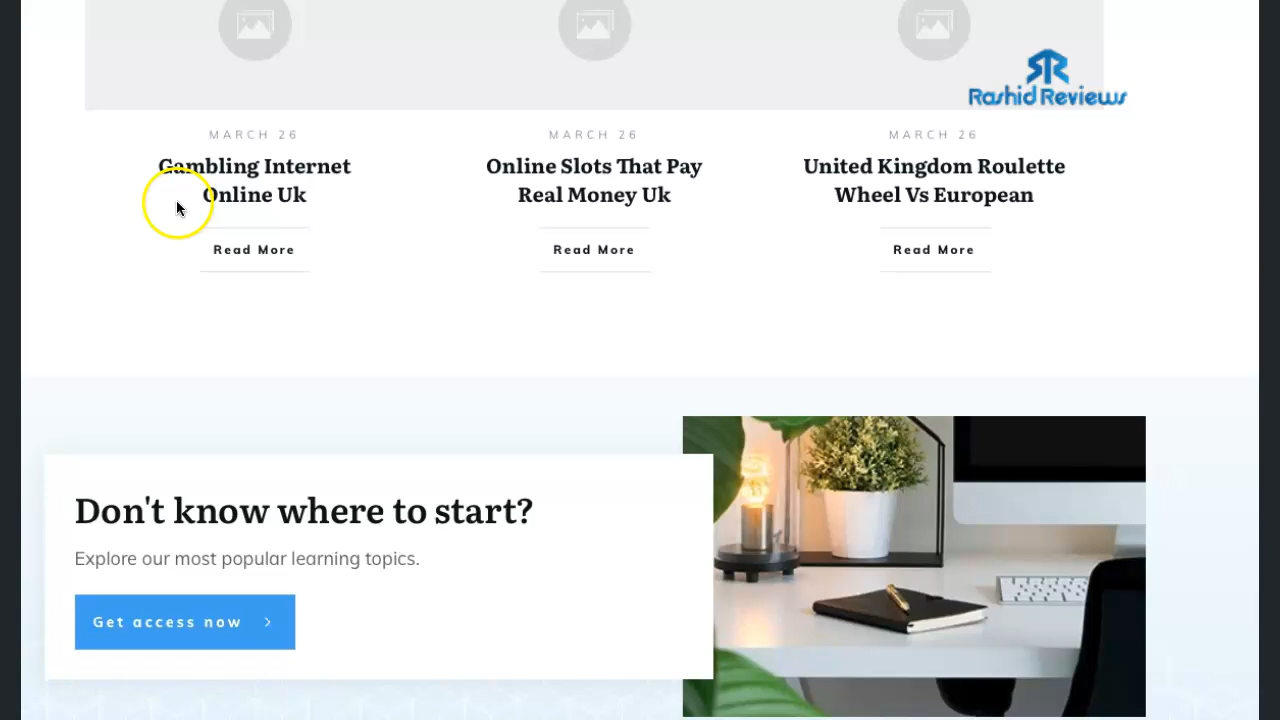 Rashid Reviews
MARCH 26
MARCH 26
MARCH 26
Gambling Internet
Online Uk
Online Slots That Pay
Real Money Uk
United Kingdom Roulette
Wheel Vs European
Read More
Read More
Read More
Don't know where to start?
Explore our most popular learning topics.
Get access now